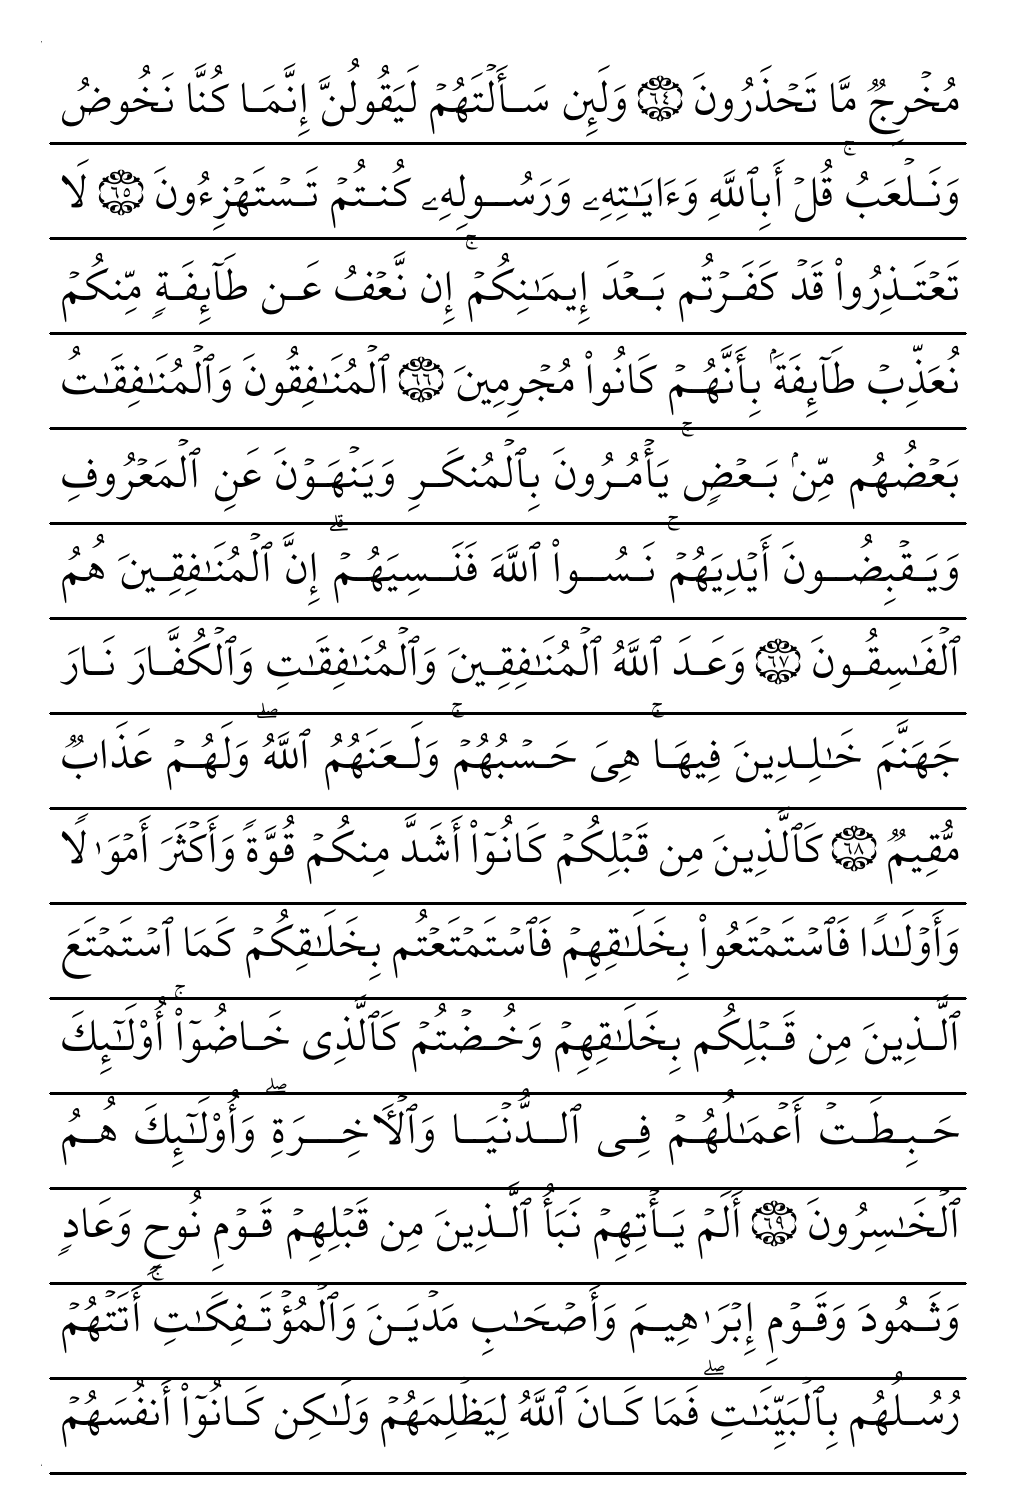 مُخۡرِجٞ مَّا تَحۡذَرُونَ ٦٤ وَلَئِن سَأَلۡتَهُمۡ لَيَقُولُنَّ إِنَّمَا كُنَّا نَخُوضُ
وَنَلۡعَبُۚ قُلۡ أَبِٱللَّهِ وَءَايَٰتِهِۦ وَرَسُولِهِۦ كُنتُمۡ تَسۡتَهۡزِءُونَ ٦٥ لَا
تَعۡتَذِرُواْ قَدۡ كَفَرۡتُم بَعۡدَ إِيمَٰنِكُمۡۚ إِن نَّعۡفُ عَن طَآئِفَةٖ مِّنكُمۡ
نُعَذِّبۡ طَآئِفَةَۢ بِأَنَّهُمۡ كَانُواْ مُجۡرِمِينَ ٦٦ ٱلۡمُنَٰفِقُونَ وَٱلۡمُنَٰفِقَٰتُ
بَعۡضُهُم مِّنۢ بَعۡضٖۚ يَأۡمُرُونَ بِٱلۡمُنكَرِ وَيَنۡهَوۡنَ عَنِ ٱلۡمَعۡرُوفِ
وَيَقۡبِضُونَ أَيۡدِيَهُمۡۚ نَسُواْ ٱللَّهَ فَنَسِيَهُمۡۗ إِنَّ ٱلۡمُنَٰفِقِينَ هُمُ
ٱلۡفَٰسِقُونَ ٦٧ وَعَدَ ٱللَّهُ ٱلۡمُنَٰفِقِينَ وَٱلۡمُنَٰفِقَٰتِ وَٱلۡكُفَّارَ نَارَ
جَهَنَّمَ خَٰلِدِينَ فِيهَاۚ هِيَ حَسۡبُهُمۡۚ وَلَعَنَهُمُ ٱللَّهُۖ وَلَهُمۡ عَذَابٞ
مُّقِيمٞ ٦٨ كَٱلَّذِينَ مِن قَبۡلِكُمۡ كَانُوٓاْ أَشَدَّ مِنكُمۡ قُوَّةٗ وَأَكۡثَرَ أَمۡوَٰلٗا
وَأَوۡلَٰدٗا فَٱسۡتَمۡتَعُواْ بِخَلَٰقِهِمۡ فَٱسۡتَمۡتَعۡتُم بِخَلَٰقِكُمۡ كَمَا ٱسۡتَمۡتَعَ
ٱلَّذِينَ مِن قَبۡلِكُم بِخَلَٰقِهِمۡ وَخُضۡتُمۡ كَٱلَّذِي خَاضُوٓاْۚ أُوْلَٰٓئِكَ
حَبِطَتۡ أَعۡمَٰلُهُمۡ فِي ٱلدُّنۡيَا وَٱلۡأٓخِرَةِۖ وَأُوْلَٰٓئِكَ هُمُ
ٱلۡخَٰسِرُونَ ٦٩ أَلَمۡ يَأۡتِهِمۡ نَبَأُ ٱلَّذِينَ مِن قَبۡلِهِمۡ قَوۡمِ نُوحٖ وَعَادٖ
وَثَمُودَ وَقَوۡمِ إِبۡرَٰهِيمَ وَأَصۡحَٰبِ مَدۡيَنَ وَٱلۡمُؤۡتَفِكَٰتِۚ أَتَتۡهُمۡ
رُسُلُهُم بِٱلۡبَيِّنَٰتِۖ فَمَا كَانَ ٱللَّهُ لِيَظۡلِمَهُمۡ وَلَٰكِن كَانُوٓاْ أَنفُسَهُمۡ